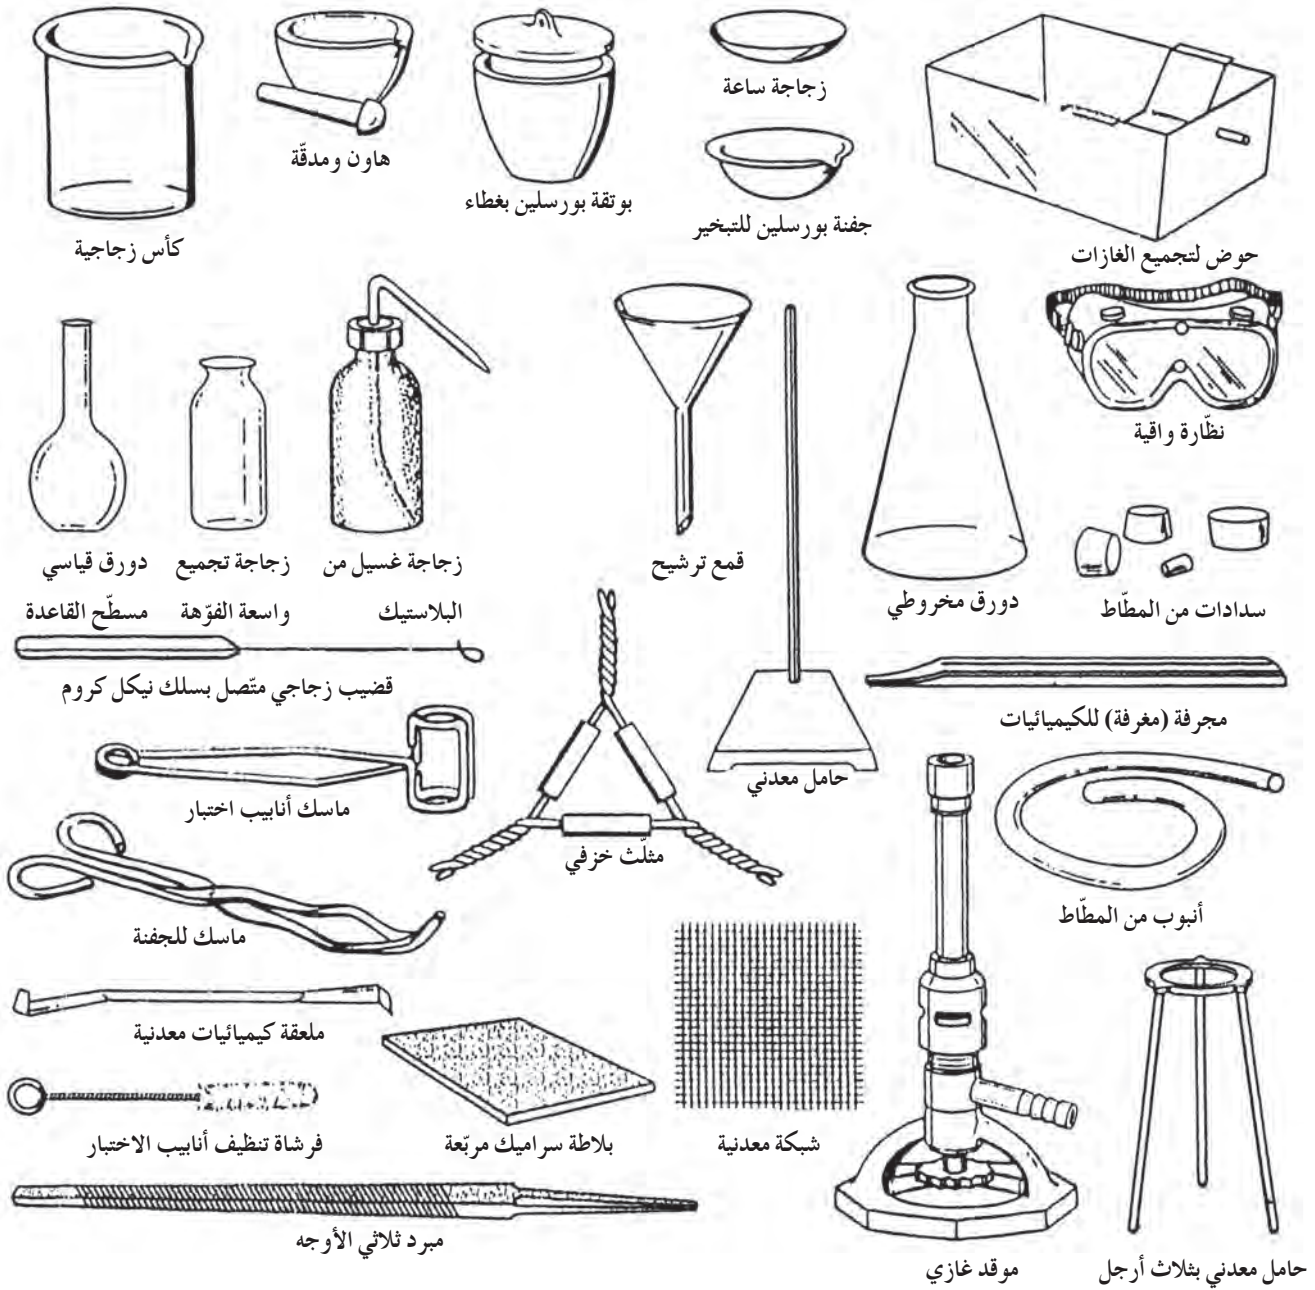 زجاجة ساعة
هاون ومدقّة
بوتقة بورسلين بغطاء
جفنة بورسلين للتبخير
كأس زجاجية
حوض لتجميع الغازات
نظّارة واقية
دورق قياسي
مسطّح القاعدة
زجاجة تجميع
واسعة الفوّهة
زجاجة غسيل من
البلاستيك
قمع ترشيح
دورق مخروطي
سدادات من المطّاط
قضيب زجاجي متّصل بسلك نيكل كروم
مجرفة (مغرفة) للكيميائيات
حامل معدني
ماسك أنابيب اختبار
مثلّث خزفي
أنبوب من المطّاط
ماسك للجفنة
ملعقة كيميائيات معدنية
فرشاة تنظيف أنابيب الاختبار
بلاطة سراميك مربّعة
شبكة معدنية
مبرد ثلاثي الأوجه
موقد غازي
حامل معدني بثلاث أرجل